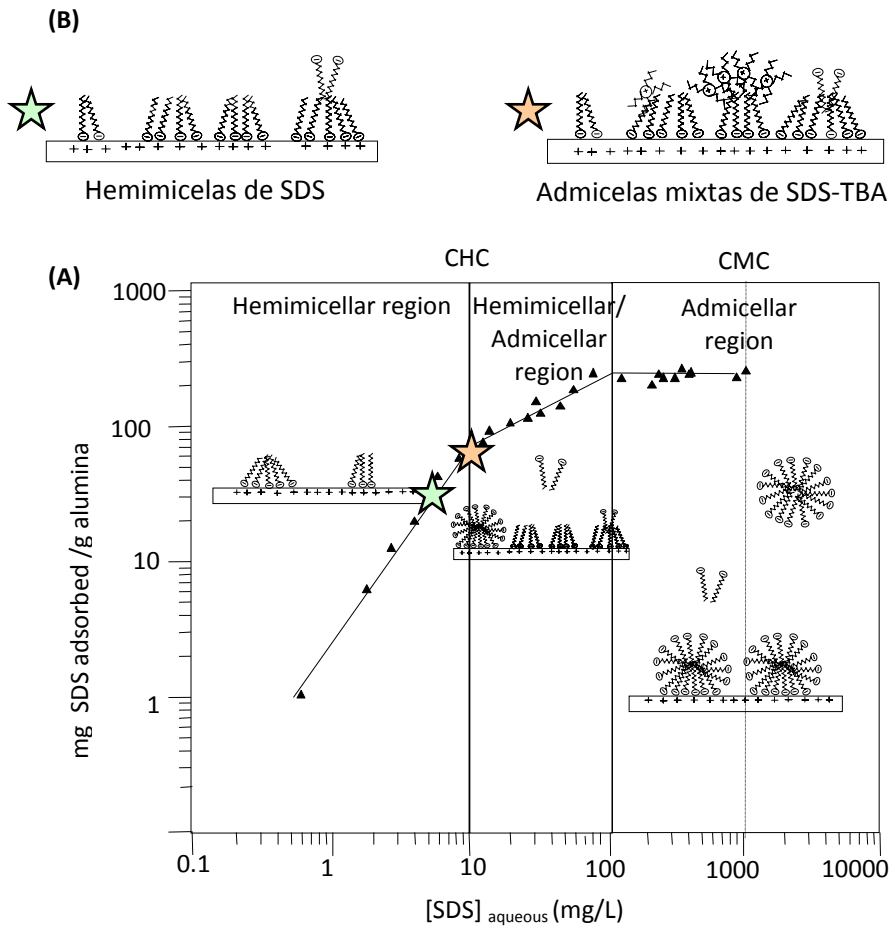 (B)
Hemimicelas de SDS
Admicelas mixtas de SDS-TBA
(A)
CHC
CMC
Hemimicellar region
Hemimicellar/
Admicellar
region
Admicellar
region
1000
100
10
1
mg SDS adsorbed /g alumina
0.1
1
10
100
1000
10000
[SDS] aqueous (mg/L)